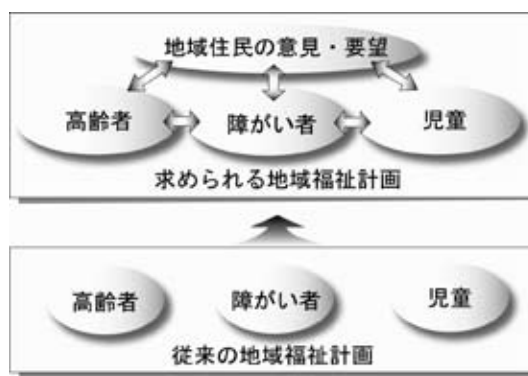 地域住民の意見・要望
高齢者
障がい者
児童
求められる地域福祉計画
高齢者
障がい者
児童
従来の地域福祉計画